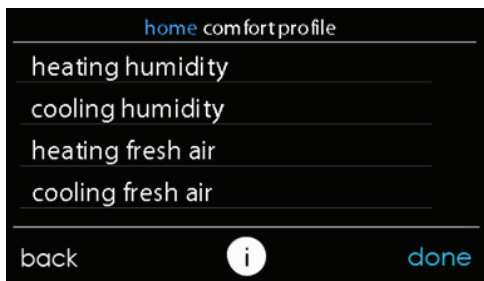 home comfort profile
heating humidity
cooling humidity
heating fresh air
cooling fresh air
back i done